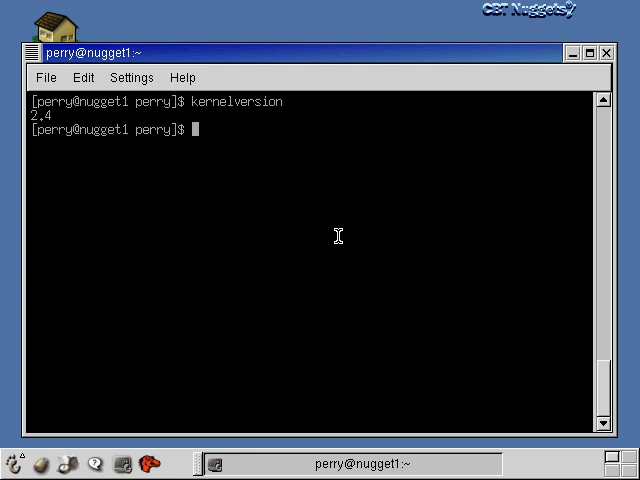 CBT Nuggets
perry@nugget1:~
File Edit Settings Help
[perry@nugget1 perry]$ kernelversion
2.4
[perry@nugget1 perry]$
perry@nugget1:~